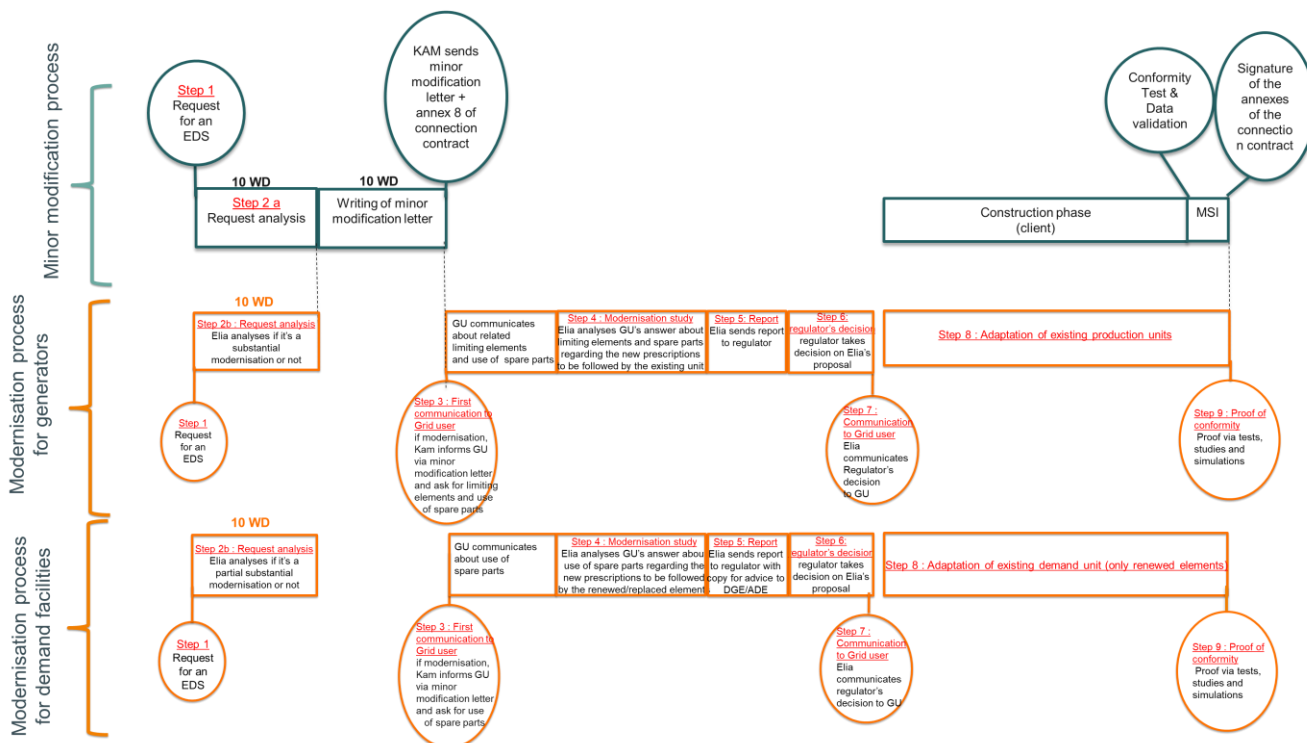 Minor modification process
Step 1
Request
for an
EDS
KAM sends
minor
modification
letter +
annex 8 of
connection
contract
Conformity
Test &
Data
validation
Signature
of the
annexes
of the
connectio
n contract
10 WD
10 WD
Step 2 a
Request analysis
Writing of minor
modification letter
Construction phase
(client)
MSI
Modernisation process
for generators
10 WD
Step 2b : Request analysis
Elia analyses if it's a
substantial
modernisation or not
Step 1
Request
for an
EDS
GU communicates
about related
limiting elements
and use of spare parts
Step 3 : First
communication to
Grid user
if modernisation,
Kam informs GU
via minor
modification letter
and ask for limiting
elements and use
of spare parts
Step 4 : Modernisation study
Elia analyses GU's answer about
limiting elements and spare parts
regarding the new prescriptions
to be followed by the existing unit
Step 5: Report
Elia sends report
to regulator
Step 6:
regulator's decision
regulator takes
decision on Elia's
proposal
Step 7 :
Communication
to Grid user
Elia
communicates
Regulator's
decision
to GU
Step 8 : Adaptation of existing production units
Step 9 : Proof of
conformity
Proof via tests,
studies and
simulations
Modernisation process
for demand facilities
10 WD
Step 2b : Request analysis
Elia analyses if it's a
partial substantial
modernisation or not
Step 1
Request
for an
EDS
GU communicates
about use of
spare parts
Step 3 : First
communication to
Grid user
if modernisation,
Kam informs GU
via minor
modification letter
and ask for use
of spare parts
Step 4 : Modernisation study
Elia analyses GU's answer abou
use of spare parts regarding the
new prescriptions to be followed
by the renewed/replaced element
Step 5: Report
Elia sends report
to regulator with
copy for advice to
DGE/ADE
Step 6:
regulator's decision
regulator takes
decision on Elia's
proposal
Step 7 :
Communication
to Grid user
Elia
communicates
regulator's
decision to GU
Step 8 : Adaptation of existing demand unit (only renewed elements)
Step 9 : Proof of
conformity
Proof via tests,
studies and
simulations